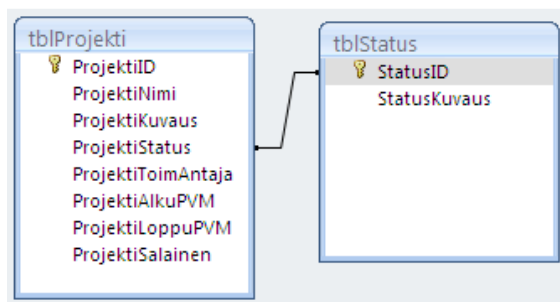 tblProjekti
ProjektiID
ProjektiNimi
ProjektiKuvaus
ProjektiStatus
ProjektiToimAntaja
ProjektiAlkuPVM
ProjektiLoppuPVM
ProjektiSalainen
tblStatus
StatusID
StatusKuvaus